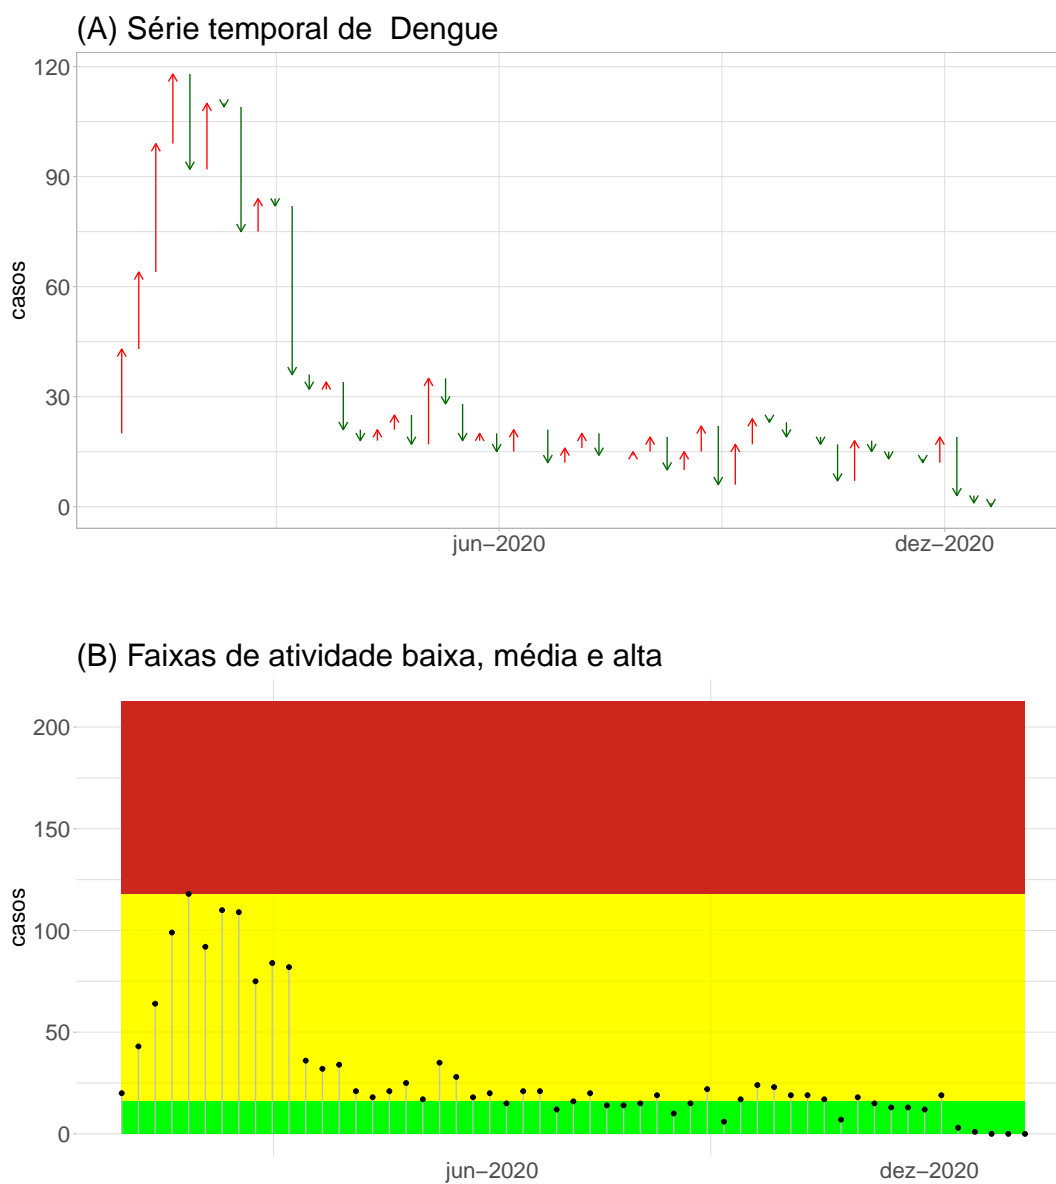 (A) Série temporal de  Dengue
120
90
60
30
0
casos
jun−2020
dez−2020
(B) Faixas de atividade baixa, média e alta
200
150
100
50
0
casos
jun−2020
dez−2020